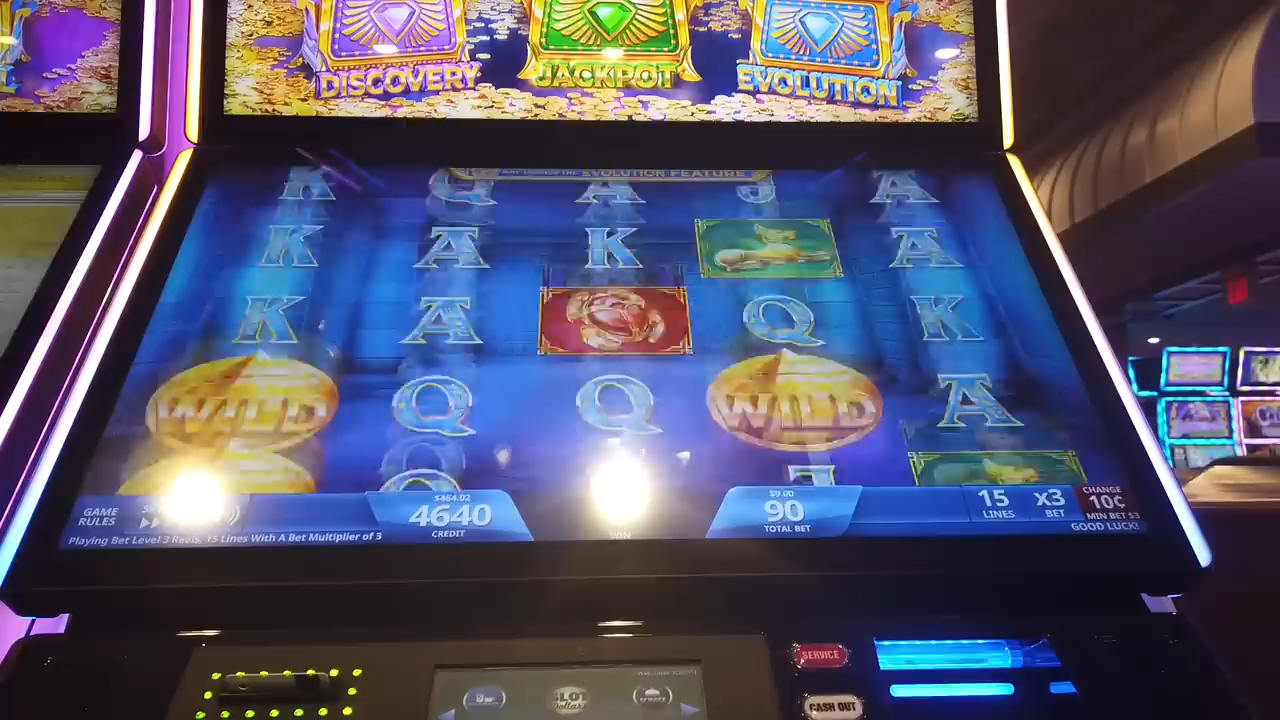 DISCOVERY
JACKPOT
EVOLUTION
EVOLUTION FEATURE
K Q A J A
K A K A
K A Q K
WILD Q Q WILD A
Q
GAME RULES
$464.02
4640
CREDIT
WIN
$9.00
90
TOTAL BET
15
LINES
x3
BET
CHANGE
10¢
MIN BET $3
GOOD LUCK!
Playing Bet Level 3 Reels, 15 Lines With A Bet Multiplier of 3
SERVICE
SLOT
Dollars
CASH OUT